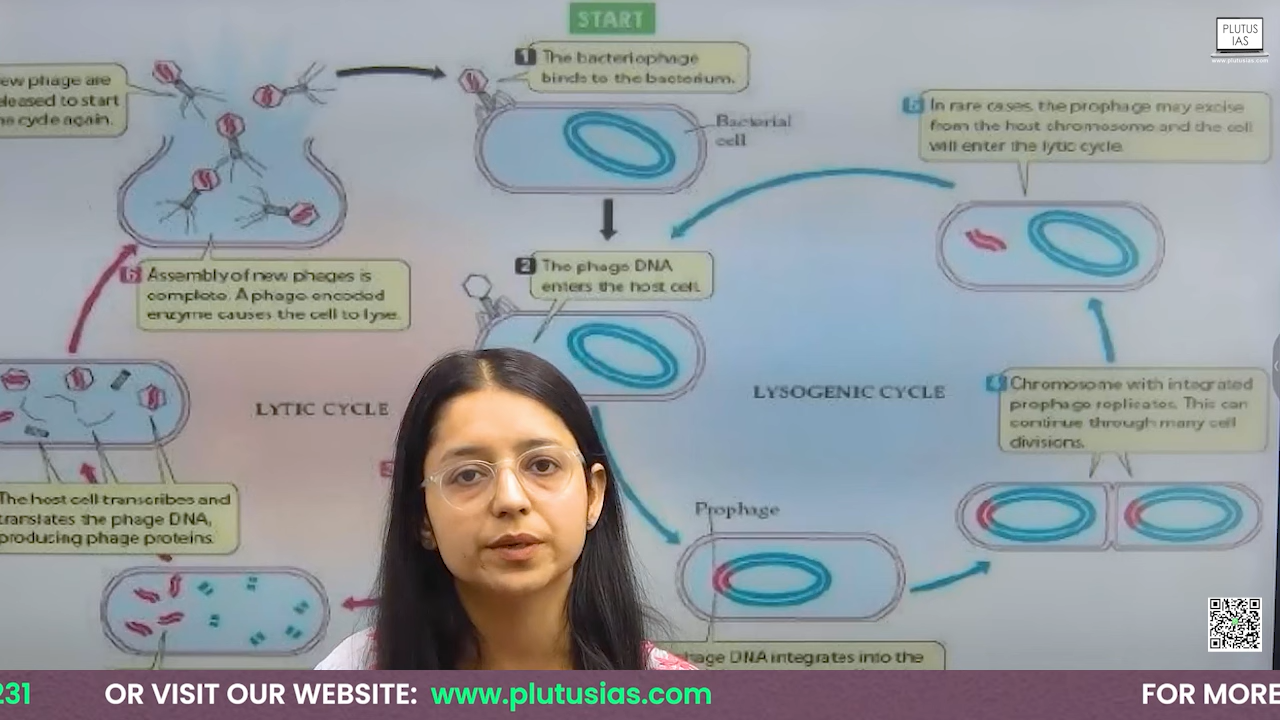 START
PLUTUS
IAS
www.plutusias.com
1 The bacteriophage
binds to the bacterium.
Bacterial
cell
ew phage are
leased to start
e cycle again.
5 In rare cases, the prophage may excise
from the host chromosome and the cell
will enter the lytic cycle.
2 The phage DNA
enters the host cell.
6 Assembly of new phages is
complete. A phage-encoded
enzyme causes the cell to lyse.
LYTIC CYCLE
LYSOGENIC CYCLE
4 Chromosome with integrated
prophage replicates. This can
continue through many cell
divisions.
The host cell transcribes and
translates the phage DNA,
producing phage proteins.
Prophage
hage DNA integrates into the
231 OR VISIT OUR WEBSITE: www.plutusias.com FOR MORE